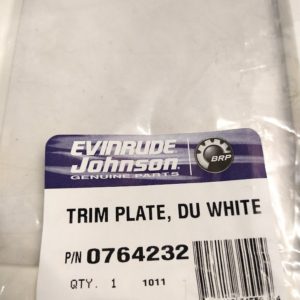 EVINRUDE
Johnson
GENUINE PARTS
BRP
TRIM PLATE, DU WHITE
P/N 0764232
QTY. 1 1011